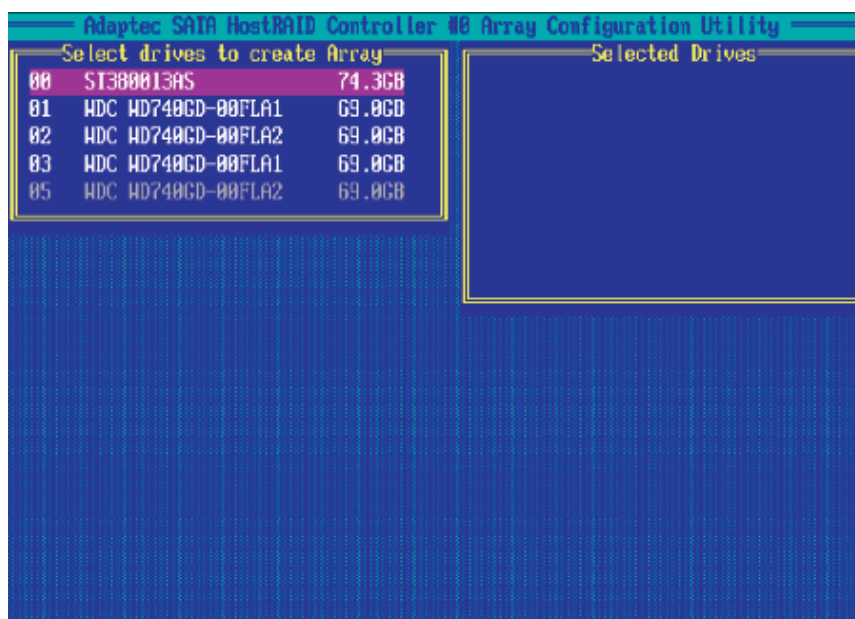 Adaptec SATA HostRAID Controller #0 Array Configuration Utility
Select drives to create Array
Selected Drives
00 ST380013AS 74.3GB
01 WDC WD740GD-00FLA1 69.0GB
02 WDC WD740GD-00FLA2 69.0GB
03 WDC WD740GD-00FLA1 69.0GB
05 WDC WD740GD-00FLA2 69.0GB